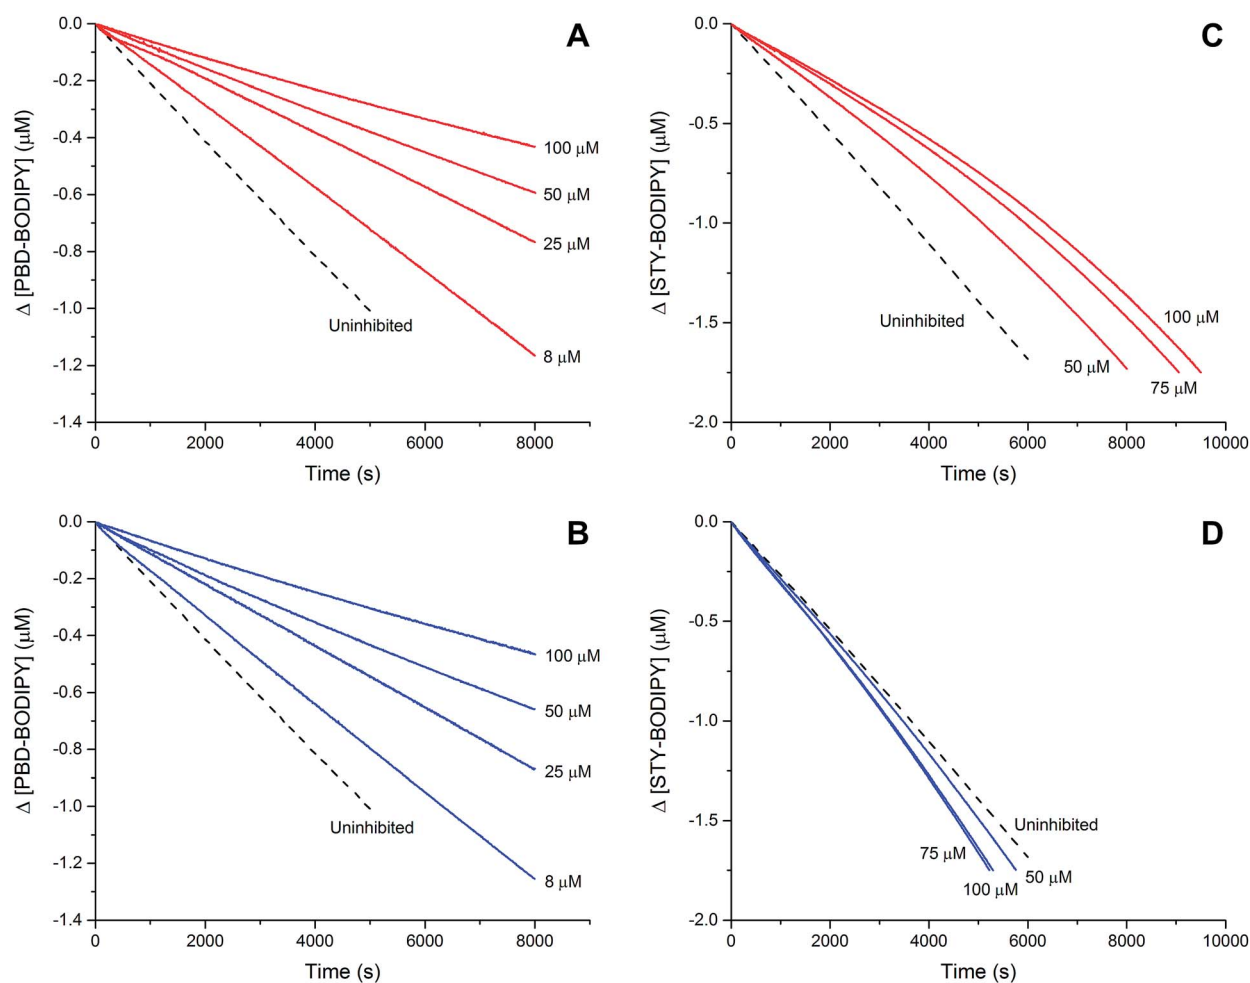 A
Δ [PBD-BODIPY] (μM)
0.0
-0.2
-0.4
-0.6
-0.8
-1.0
-1.2
-1.4
100 μM
50 μM
25 μM
8 μM
Uninhibited
0 2000 4000 6000 8000
Time (s)
C
Δ [STY-BODIPY] (μM)
0.0
-0.5
-1.0
-1.5
-2.0
Uninhibited
100 μM
50 μM
75 μM
0 2000 4000 6000 8000 10000
Time (s)
B
Δ [PBD-BODIPY] (μM)
0.0
-0.2
-0.4
-0.6
-0.8
-1.0
-1.2
-1.4
100 μM
50 μM
25 μM
Uninhibited
8 μM
0 2000 4000 6000 8000
Time (s)
D
Δ [STY-BODIPY] (μM)
0.0
-0.5
-1.0
-1.5
-2.0
Uninhibited
75 μM
50 μM
100 μM
0 2000 4000 6000 8000 10000
Time (s)